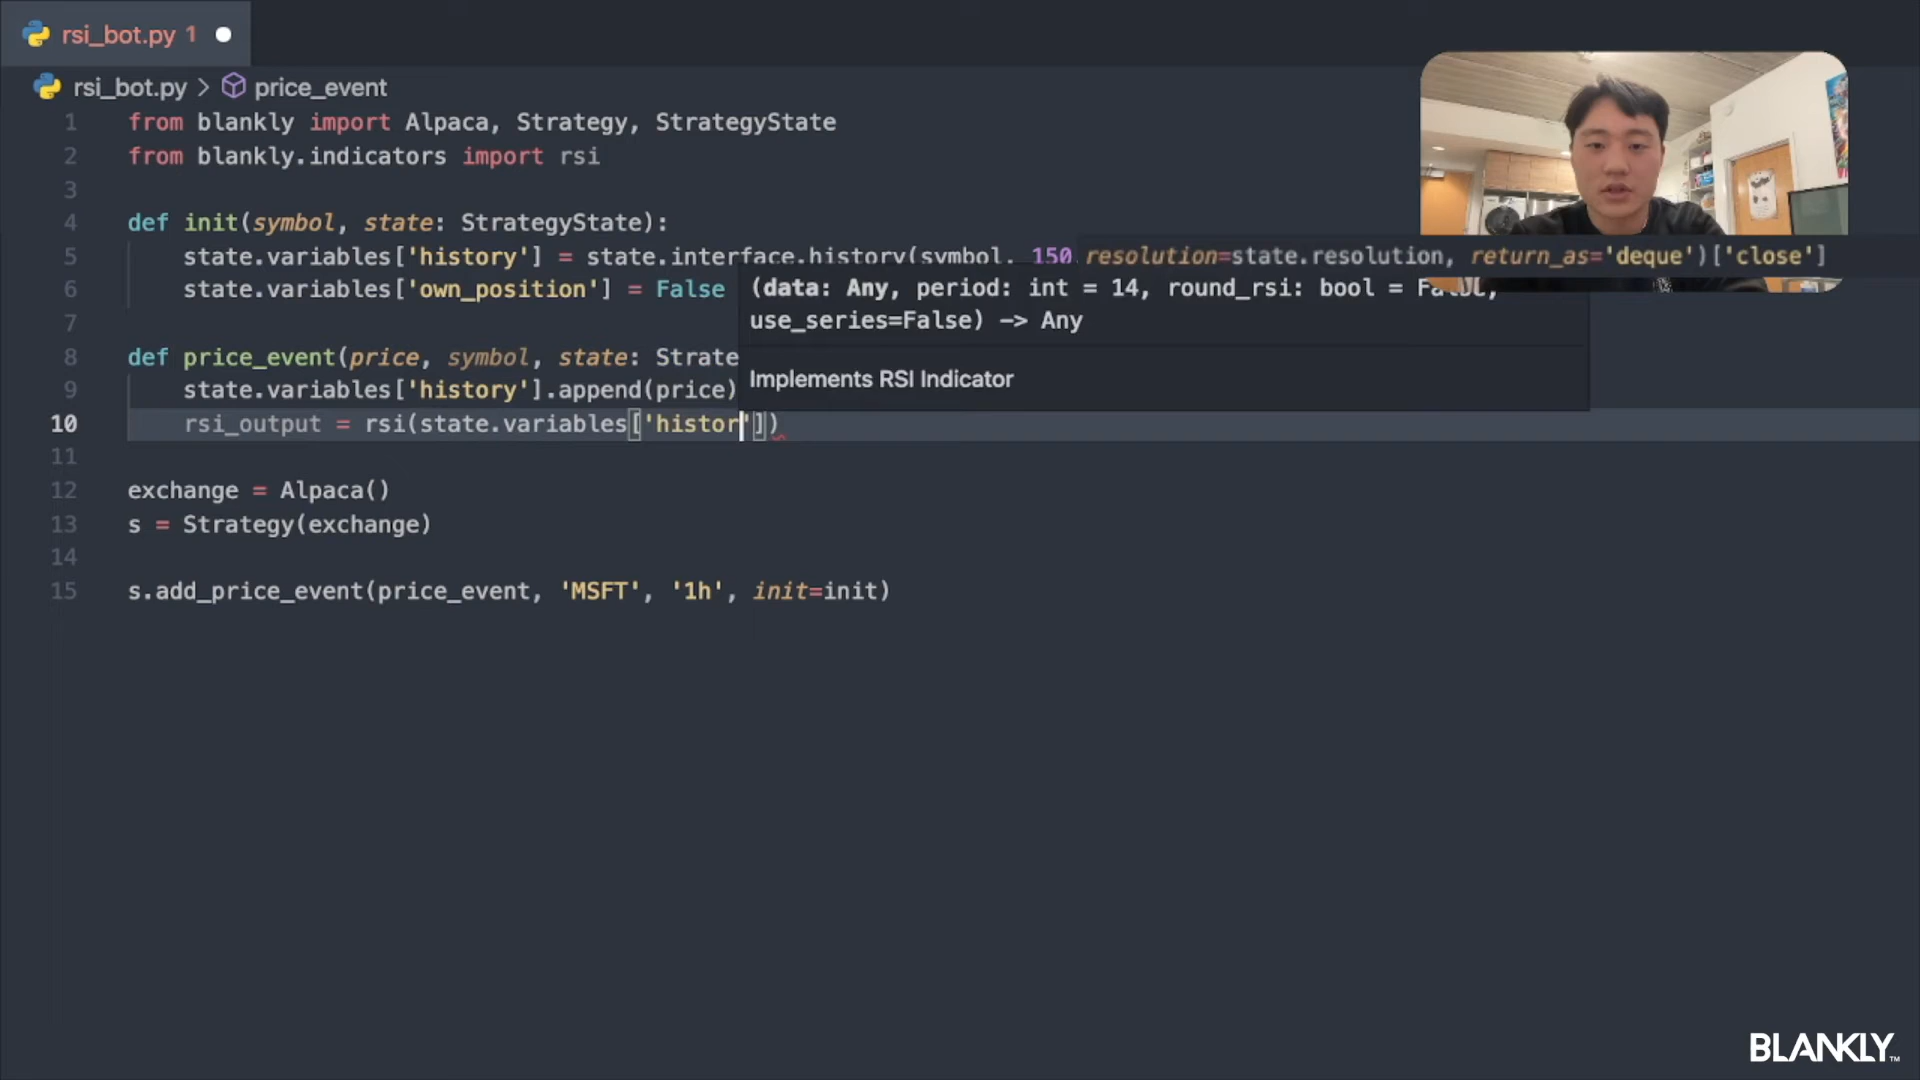 rsi_bot.py 1
rsi_bot.py > price_event
1 from blankly import Alpaca, Strategy, StrategyState
2 from blankly.indicators import rsi
3
4 def init(symbol, state: StrategyState):
5 state.variables['history'] = state.interface.history(symbol, 150 resolution=state.resolution, return_as='deque')['close']
6 state.variables['own_position'] = False
(data: Any, period: int = 14, round_rsi: bool = False,
use_series=False) -> Any
7
8 def price_event(price, symbol, state: Strate
Implements RSI Indicator
9 state.variables['history'].append(price)
10 rsi_output = rsi(state.variables['histor'])
11
12 exchange = Alpaca()
13 s = Strategy(exchange)
14
15 s.add_price_event(price_event, 'MSFT', '1h', init=init)
BLANKLY™